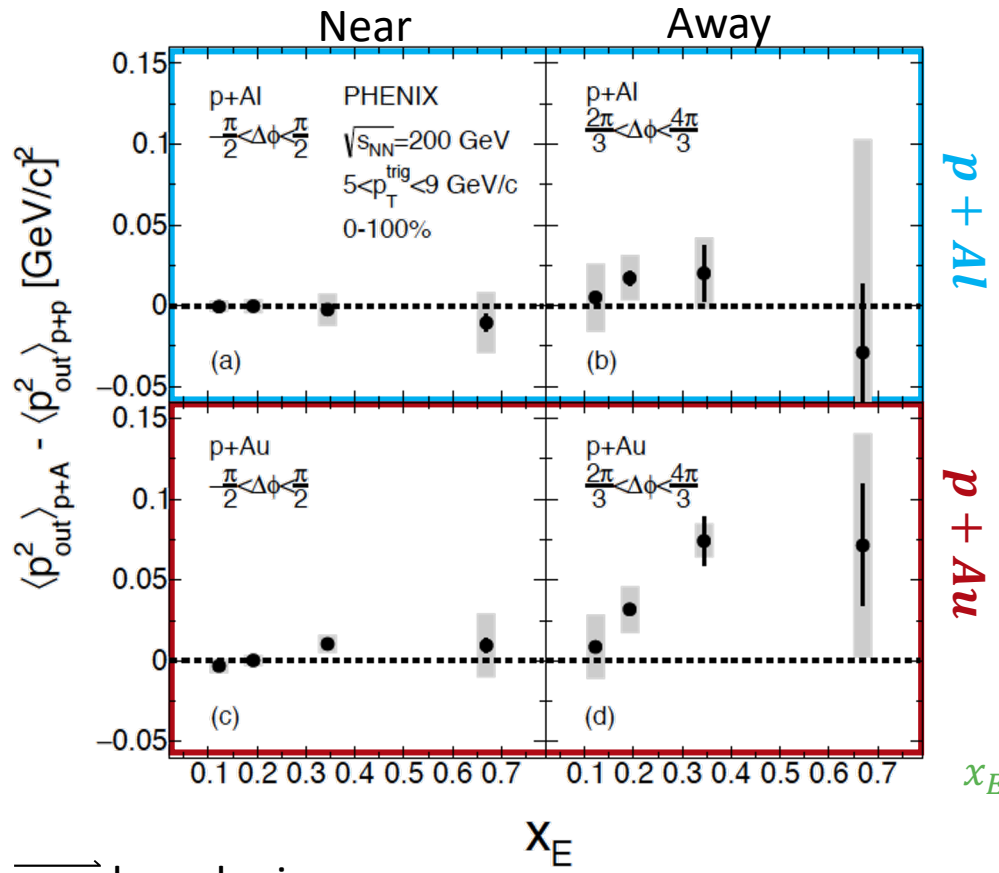 Near Away
0.15
0.1
0.05
0
−0.05
p+Al
−π/2<Δϕ<π/2
PHENIX
√sNN=200 GeV
5<pT^trig<9 GeV/c
0-100%
(a)
p+Al
2π/3<Δϕ<4π/3
(b)
p + Al
⟨p²out⟩p+A - ⟨p²out⟩p+p [GeV/c]²
0.15
0.1
0.05
0
−0.05
p+Au
−π/2<Δϕ<π/2
(c)
p+Au
2π/3<Δϕ<4π/3
(d)
p + Au
0.1 0.2 0.3 0.4 0.5 0.6 0.7 0.1 0.2 0.3 0.4 0.5 0.6 0.7
xE
xE